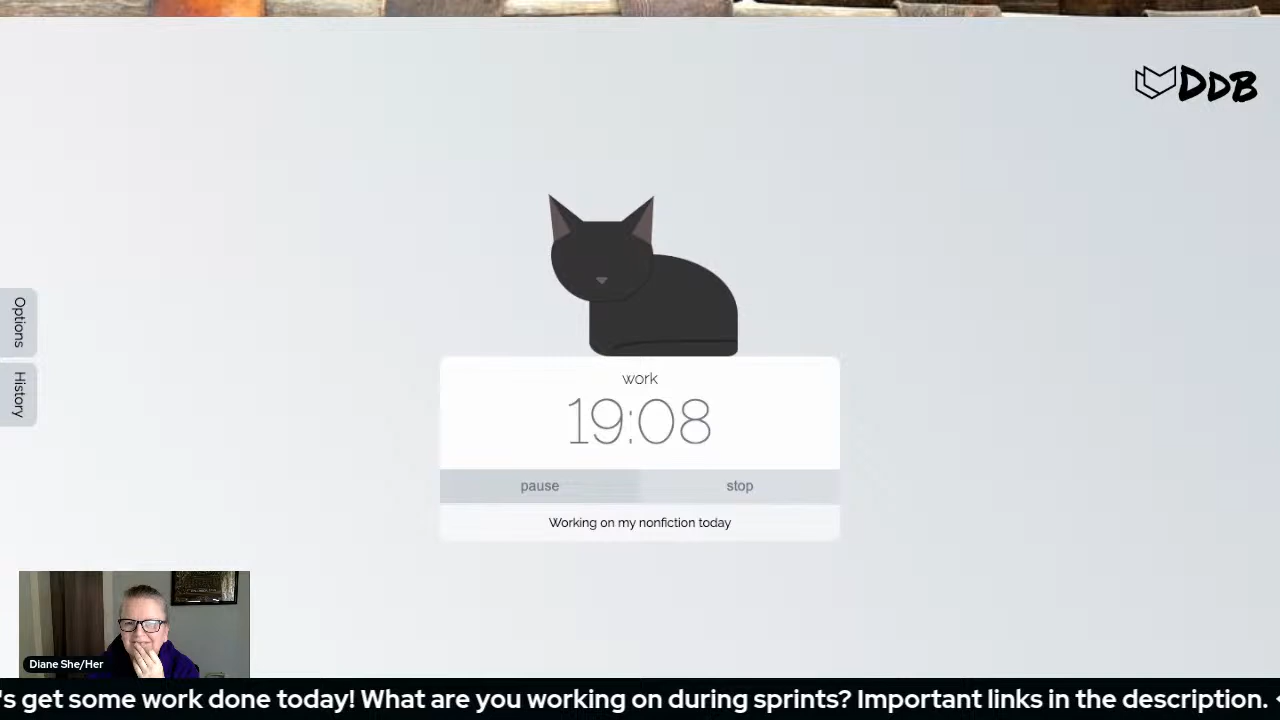 DDB
Options
History
work
19:08
pause
stop
Working on my nonfiction today
Diane She/Her
's get some work done today! What are you working on during sprints? Important links in the description.